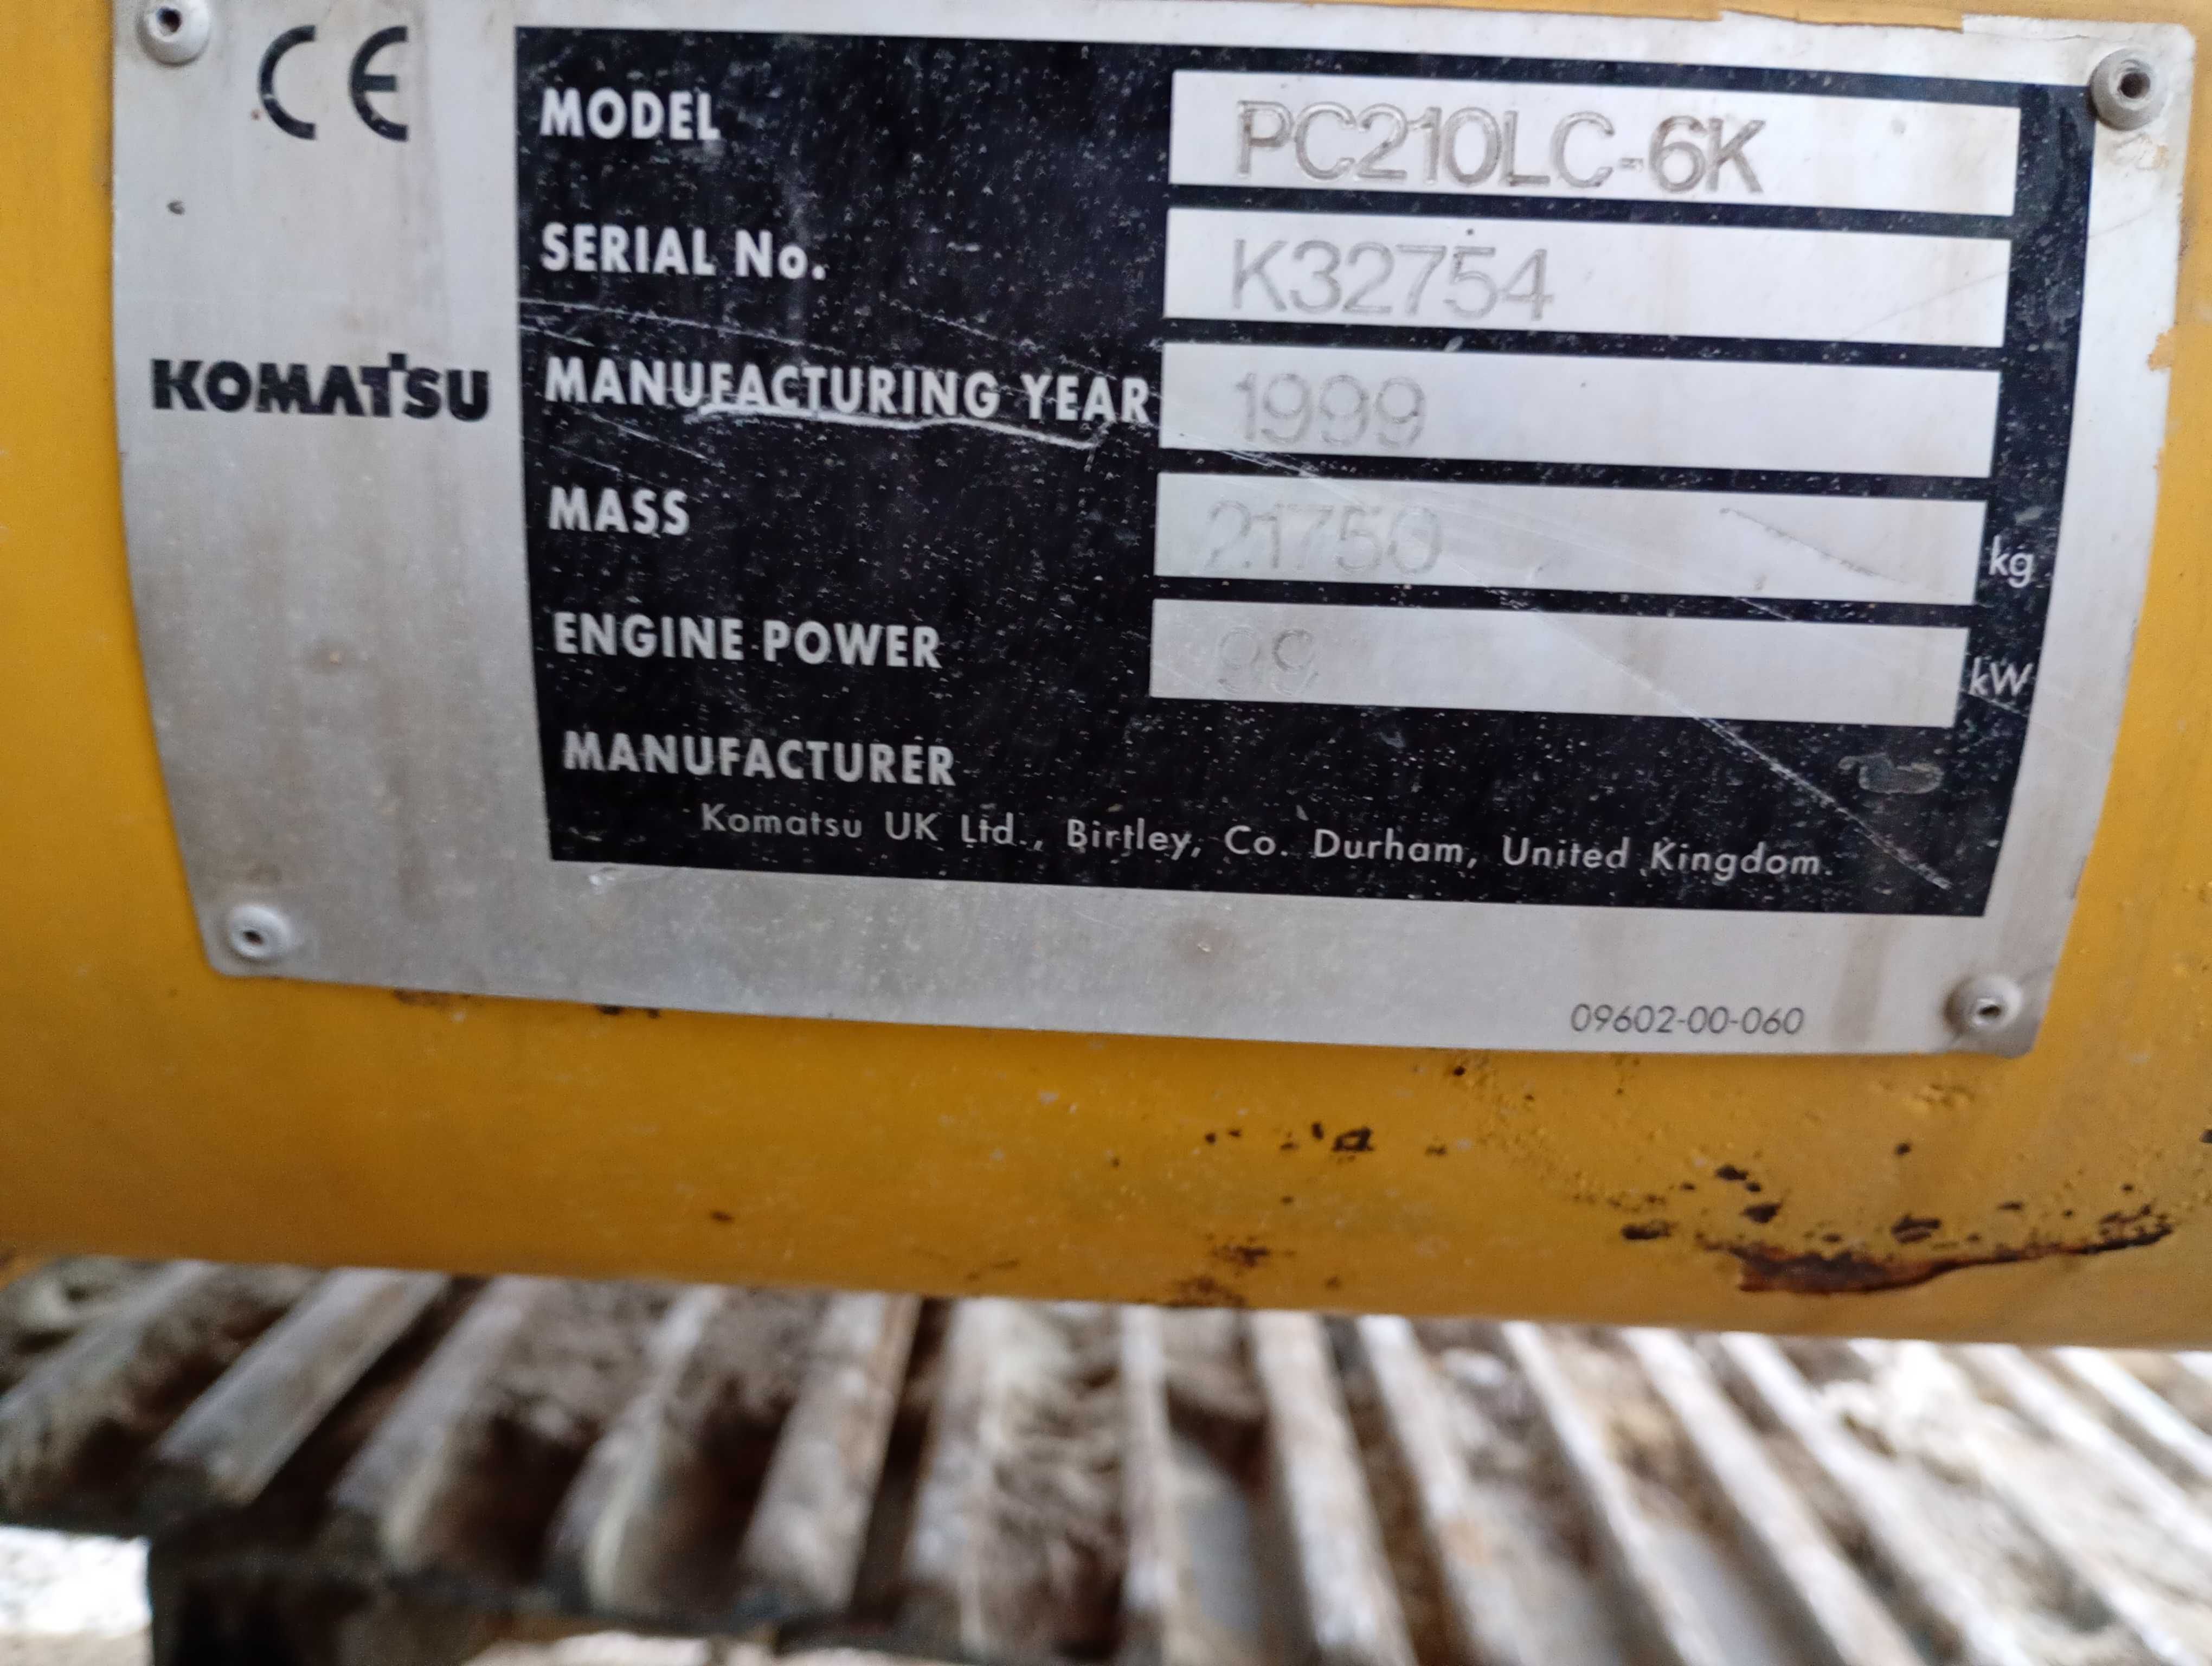 CE
MODEL PC210LC-6K
SERIAL No. K32754
KOMATSU
MANUFACTURING YEAR 1999
MASS 21750 kg
ENGINE POWER 99 kW
MANUFACTURER
Komatsu UK Ltd., Birtley, Co. Durham, United Kingdom.
09602-00-060